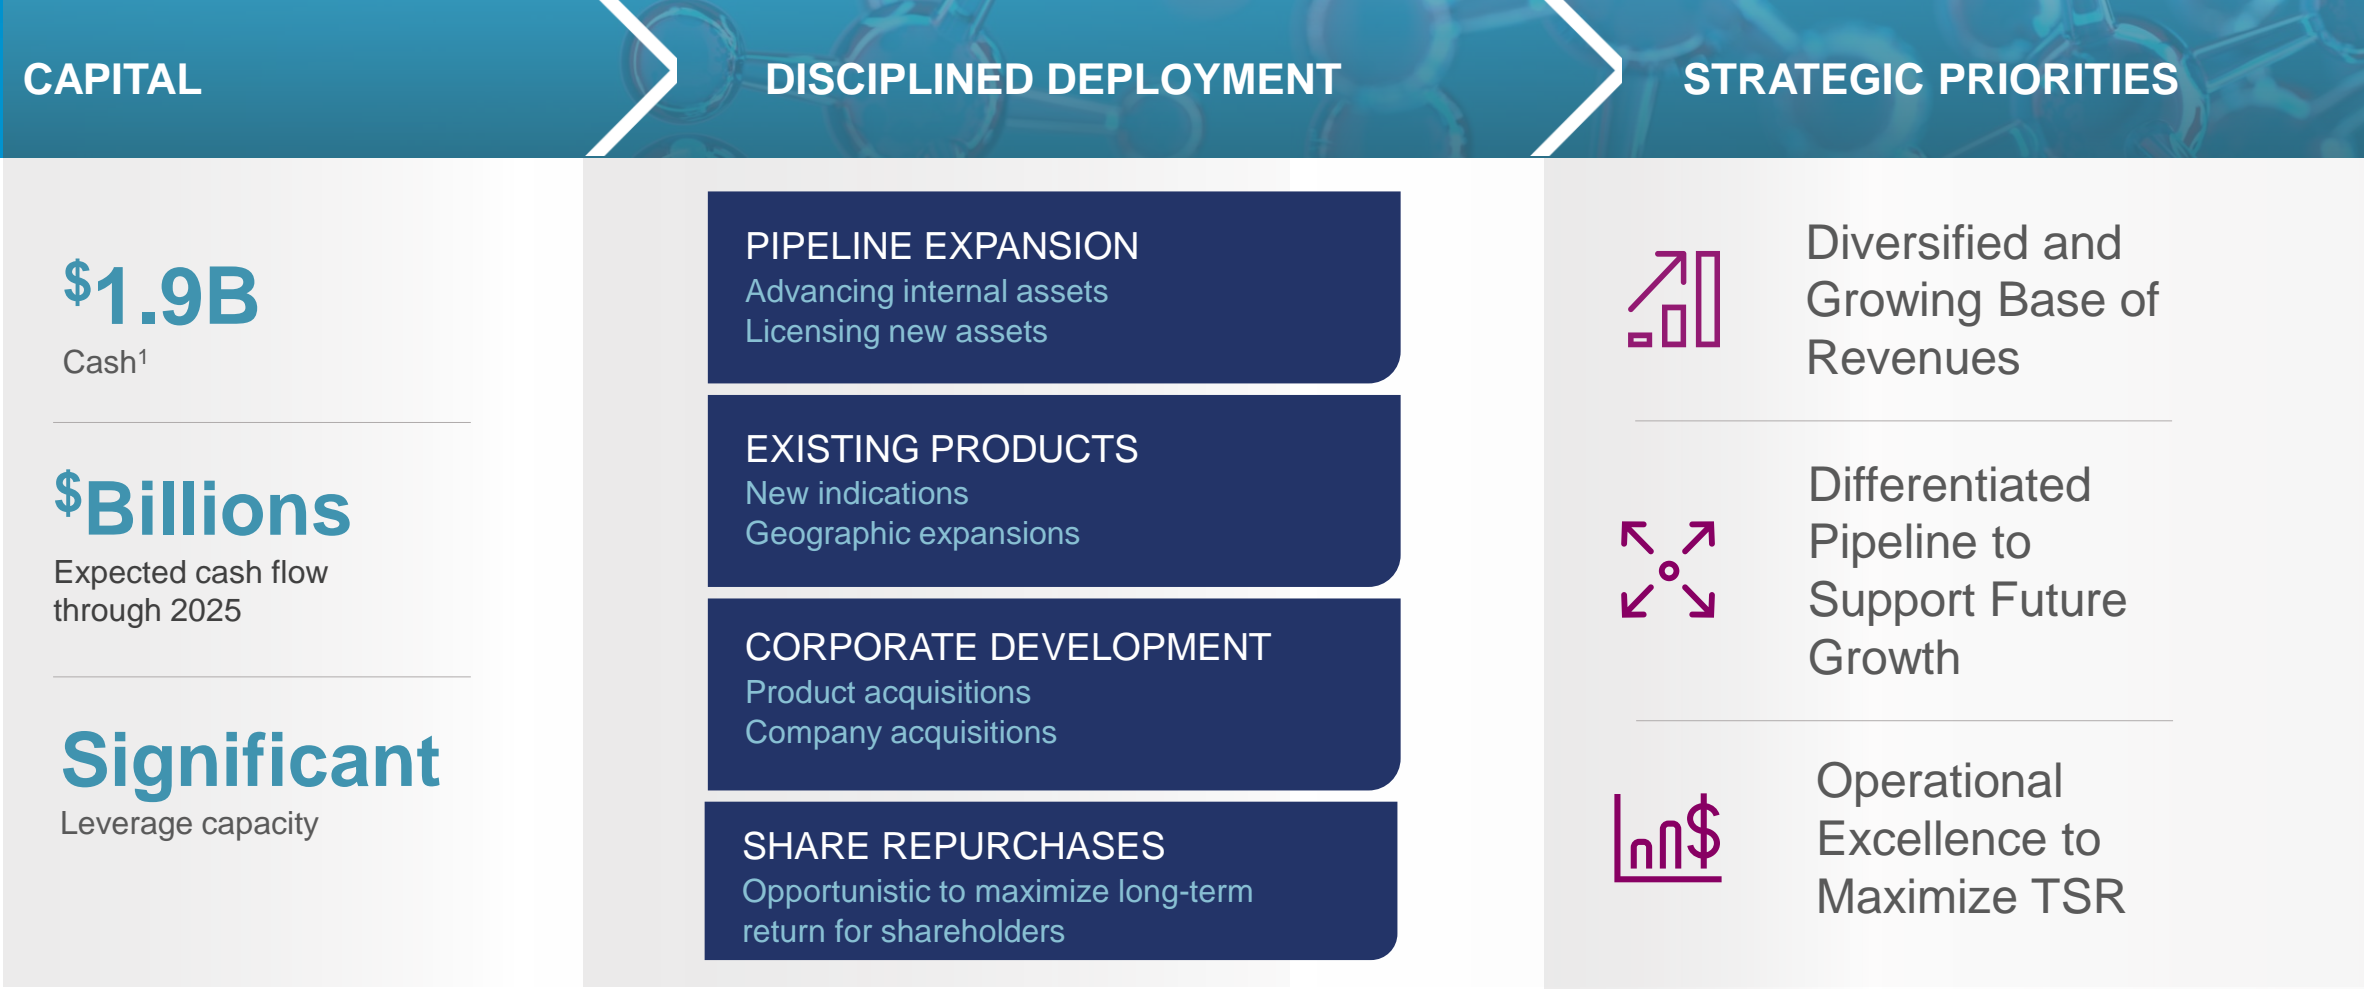 CAPITAL
$1.9B
Cash¹
$Billions
Expected cash flow
through 2025
Significant
Leverage capacity
DISCIPLINED DEPLOYMENT
PIPELINE EXPANSION
Advancing internal assets
Licensing new assets
EXISTING PRODUCTS
New indications
Geographic expansions
CORPORATE DEVELOPMENT
Product acquisitions
Company acquisitions
SHARE REPURCHASES
Opportunistic to maximize long-term
return for shareholders
STRATEGIC PRIORITIES
Diversified and
Growing Base of
Revenues
Differentiated
Pipeline to
Support Future
Growth
$
Operational
Excellence to
Maximize TSR